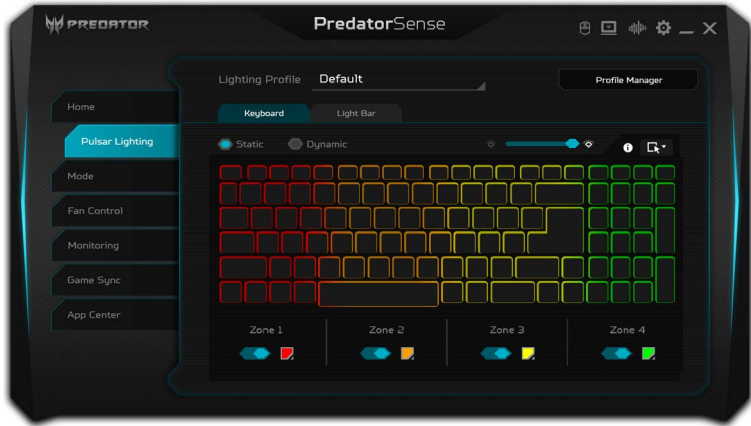 PREDATOR
PredatorSense
Lighting Profile Default
Profile Manager
Home
Keyboard
Light Bar
Pulsar Lighting
Static
Dynamic
Mode
Fan Control
Monitoring
Game Sync
App Center
Zone 1
Zone 2
Zone 3
Zone 4